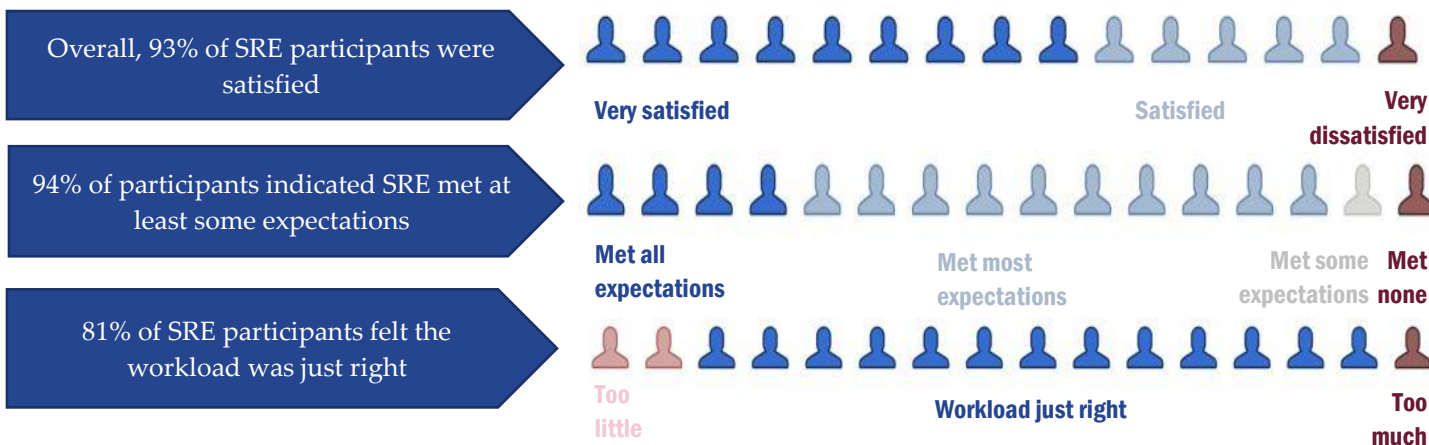 Overall, 93% of SRE participants were
satisfied
Very satisfied
Satisfied
Very
dissatisfied
94% of participants indicated SRE met at
least some expectations
Met all
expectations
Met most
expectations
Met some
expectations
Met
none
81% of SRE participants felt the
workload was just right
Too
little
Workload just right
Too
much